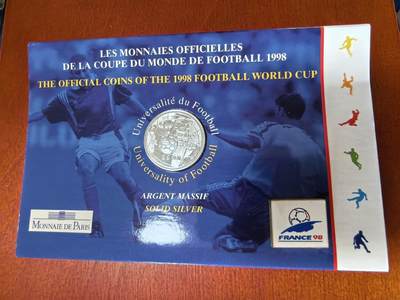 LES MONNAIES OFFICIELLES
DE LA COUPE DU MONDE DE FOOTBALL 1998
THE OFFICIAL COINS OF THE 1998 FOOTBALL WORLD CUP
Universalité du Football
Universality of Football
ARGENT MASSIF
SOLID SILVER
MONNAIE DE PARIS
FRANCE 98